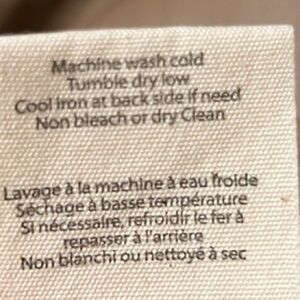 Machine wash cold
Tumble dry low
Cool iron at back side if need
Non bleach or dry Clean
Lavage à la machine à eau froide
Séchage à basse température
Si nécessaire, refroidir le fer à
repasser à l'arrière
Non blanchi ou nettoyé à sec